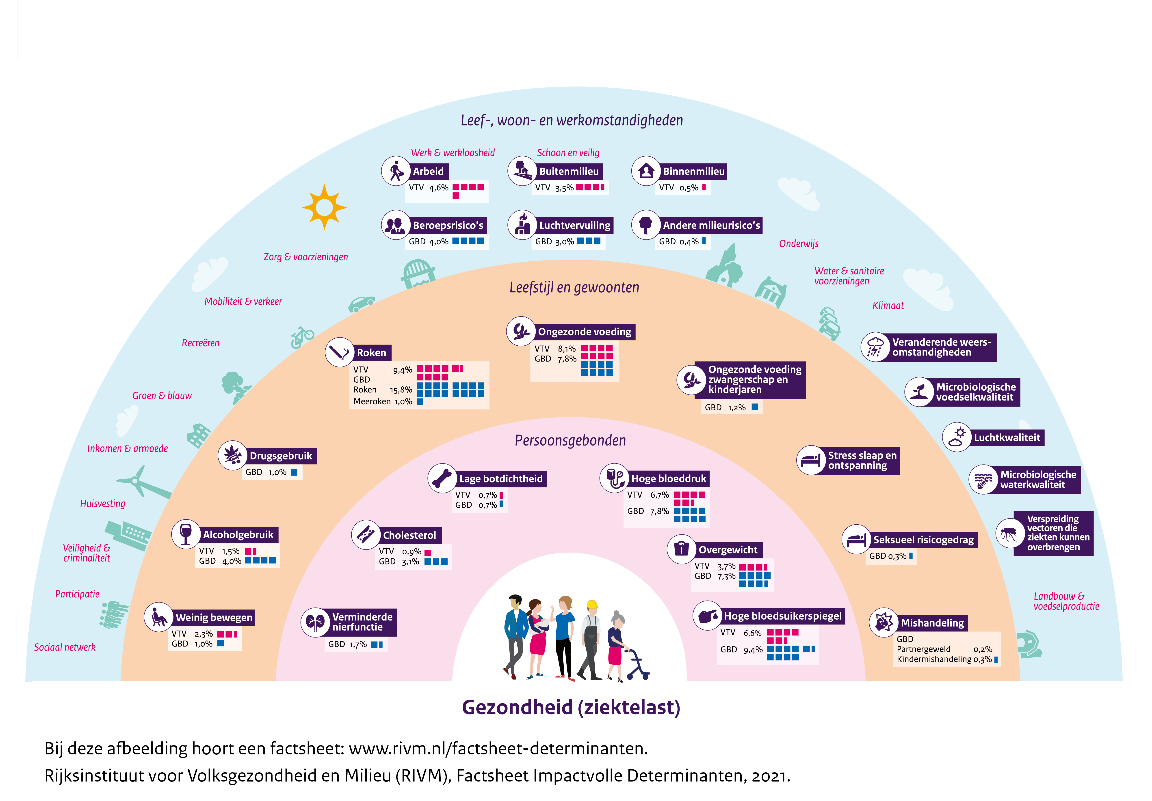 Leef-, woon- en werkomstandigheden
Werk & werkloosheid
Arbeid
VTV 4,6%
Schoon en veilig
Buitenmilieu
VTV 3,5%
Binnenmilieu
VTV 0,5%
Beroepsrisico's
GBD 4,0%
Luchtvervuiling
GBD 3,0%
Andere milieurisico's
GBD 0,4%
Zorg & voorzieningen
Mobiliteit & verkeer
Recreëren
Groen & blauw
Inkomen & armoede
Huisvesting
Veiligheid &
criminaliteit
Participatie
Sociaal netwerk
Onderwijs
Water & sanitaire
voorzieningen
Klimaat
Veranderende weers-
omstandigheden
Microbiologische
voedselkwaliteit
Luchtkwaliteit
Microbiologische
waterkwaliteit
Verspreiding
vectoren die
ziekten kunnen
overbrengen
Landbouw &
voedselproductie
Leefstijl en gewoonten
Ongezonde voeding
VTV 8,1%
GBD 7,8%
Roken
VTV 9,4%
GBD
Roken 15,8%
Meeroken 1,0%
Ongezonde voeding
zwangerschap en
kinderjaren
GBD 1,2%
Drugsgebruik
GBD 1,0%
Stress slaap en
ontspanning
Alcoholgebruik
VTV 1,5%
GBD 4,0%
Seksueel risicogedrag
GBD 0,3%
Weinig bewegen
VTV 2,3%
GBD 1,0%
Mishandeling
GBD
Partnergeweld 0,2%
Kindermishandeling 0,3%
Persoonsgebonden
Lage botdichtheid
VTV 0,7%
GBD 0,7%
Hoge bloeddruk
VTV 6,7%
GBD 7,8%
Cholesterol
VTV 0,9%
GBD 3,1%
Overgewicht
VTV 3,7%
GBD 7,3%
Verminderde
nierfunctie
GBD 1,7%
Hoge bloedsuikerspiegel
VTV 6,6%
GBD 9,4%
Gezondheid (ziektelast)
Bij deze afbeelding hoort een factsheet: www.rivm.nl/factsheet-determinanten.
Rijksinstituut voor Volksgezondheid en Milieu (RIVM), Factsheet Impactvolle Determinanten, 2021.